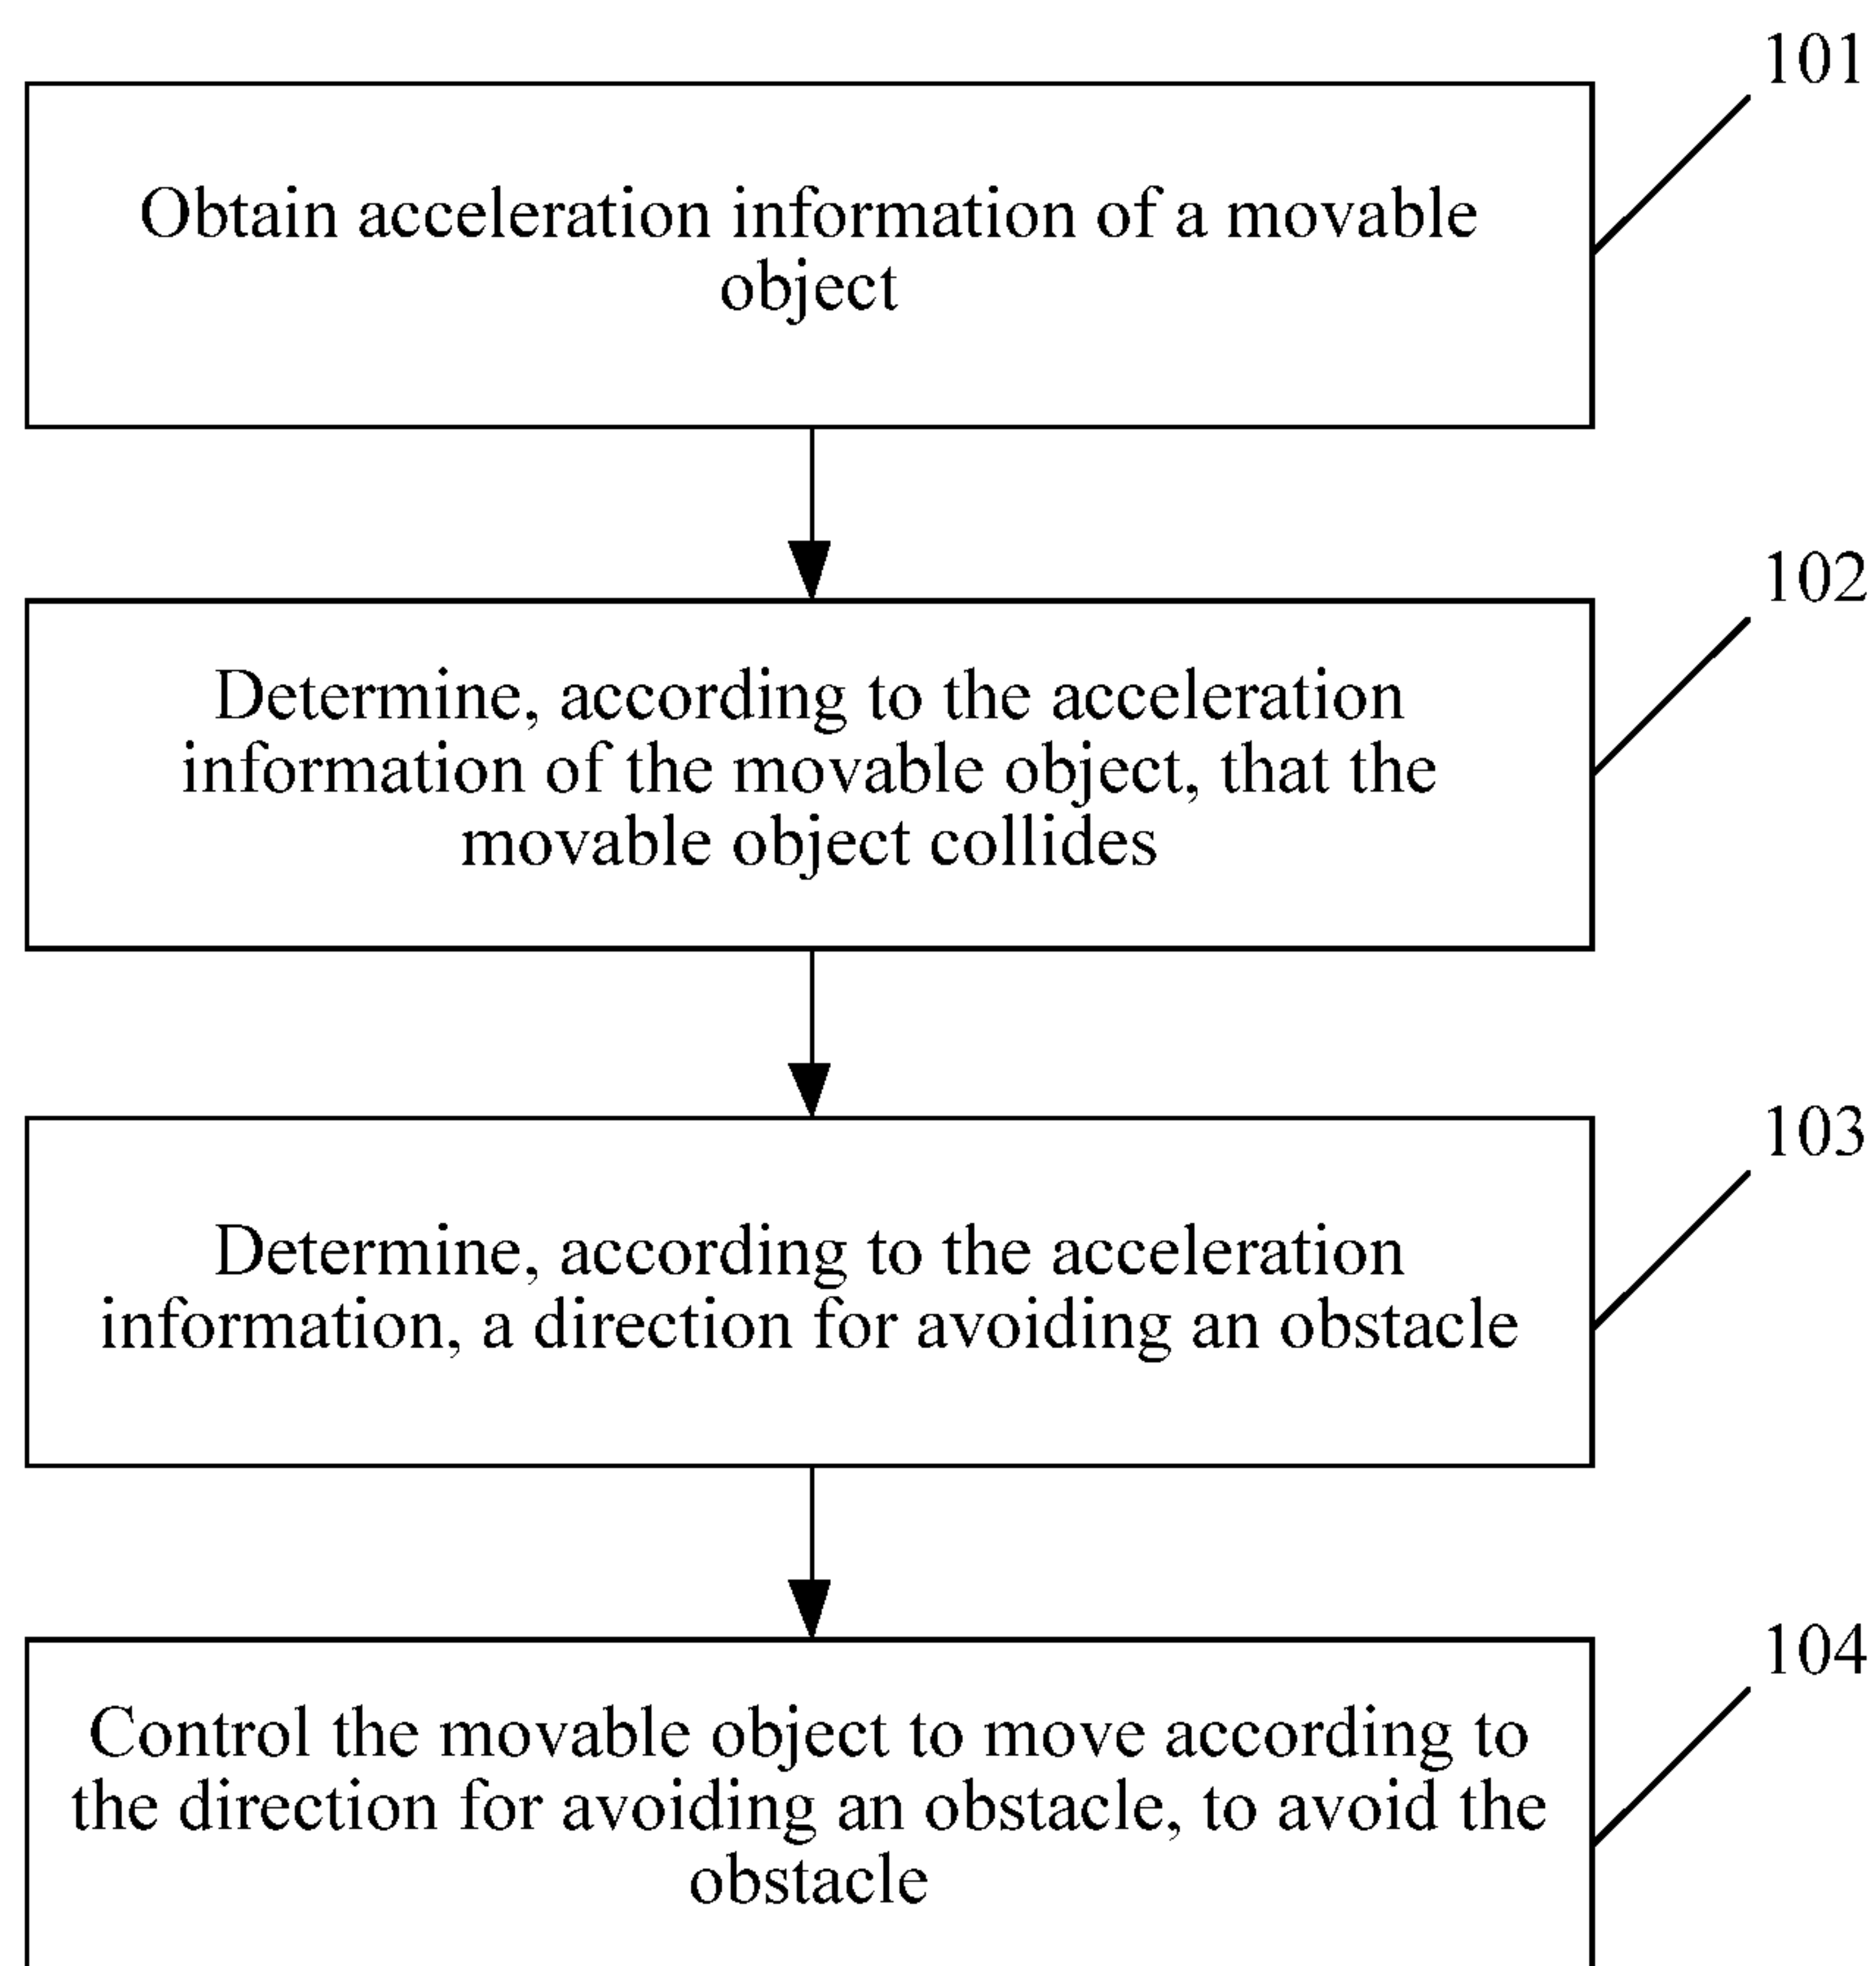 101
Obtain acceleration information of a movable
object
102
Determine, according to the acceleration
information of the movable object, that the
movable object collides
103
Determine, according to the acceleration
information, a direction for avoiding an obstacle
104
Control the movable object to move according to
the direction for avoiding an obstacle, to avoid the
obstacle